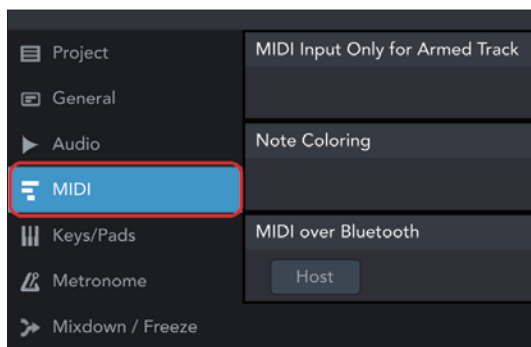 Project
General
Audio
MIDI
Keys/Pads
Metronome
Mixdown / Freeze
MIDI Input Only for Armed Track
Note Coloring
MIDI over Bluetooth
Host